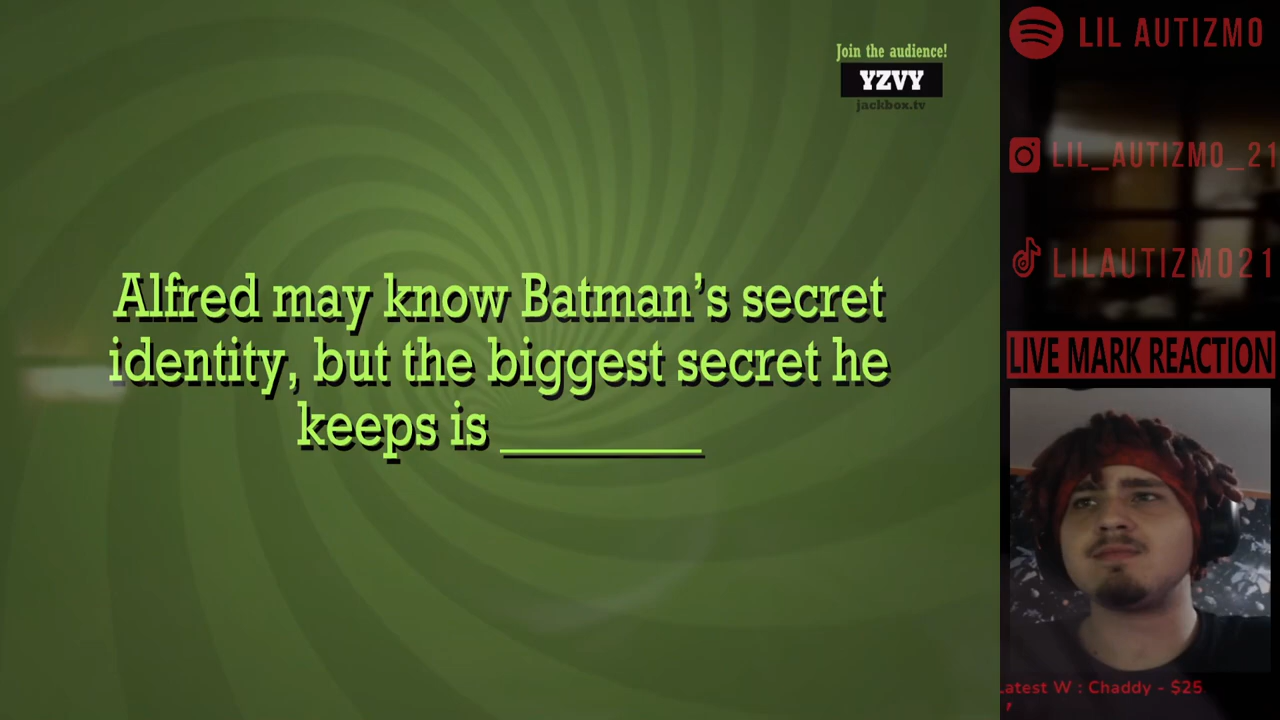 Join the audience!
YZVY
jackbox.tv
Alfred may know Batman's secret
identity, but the biggest secret he
keeps is ________
LIL AUTIZMO
LIL_AUTIZMO_21
LILAUTIZMO21
LIVE MARK REACTION
Latest W : Chaddy - $25